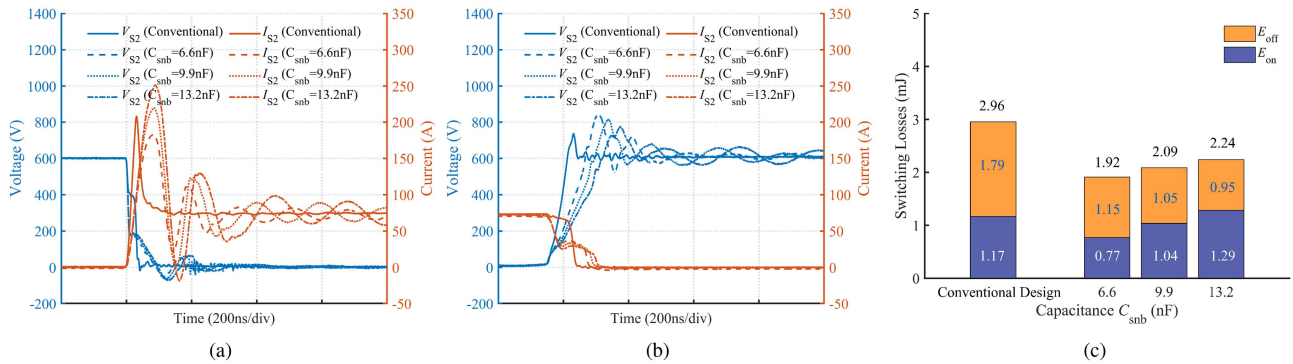 1400
1200
1000
800
600
400
200
0
-200
Voltage (V)
V_S2 (Conventional)
V_S2 (C_snb=6.6nF)
V_S2 (C_snb=9.9nF)
V_S2 (C_snb=13.2nF)
I_S2 (Conventional)
I_S2 (C_snb=6.6nF)
I_S2 (C_snb=9.9nF)
I_S2 (C_snb=13.2nF)
350
300
250
200
150
100
50
0
-50
Current (A)
Time (200ns/div)
(a)
1400
1200
1000
800
600
400
200
0
-200
Voltage (V)
V_S2 (Conventional)
V_S2 (C_snb=6.6nF)
V_S2 (C_snb=9.9nF)
V_S2 (C_snb=13.2nF)
I_S2 (Conventional)
I_S2 (C_snb=6.6nF)
I_S2 (C_snb=9.9nF)
I_S2 (C_snb=13.2nF)
350
300
250
200
150
100
50
0
-50
Current (A)
Time (200ns/div)
(b)
5
4
3
2
1
0
Switching Losses (mJ)
E_off
E_on
2.96
1.79
1.17
1.92
1.15
0.77
2.09
1.05
1.04
2.24
0.95
1.29
Conventional Design 6.6 9.9 13.2
Capacitance C_snb (nF)
(c)